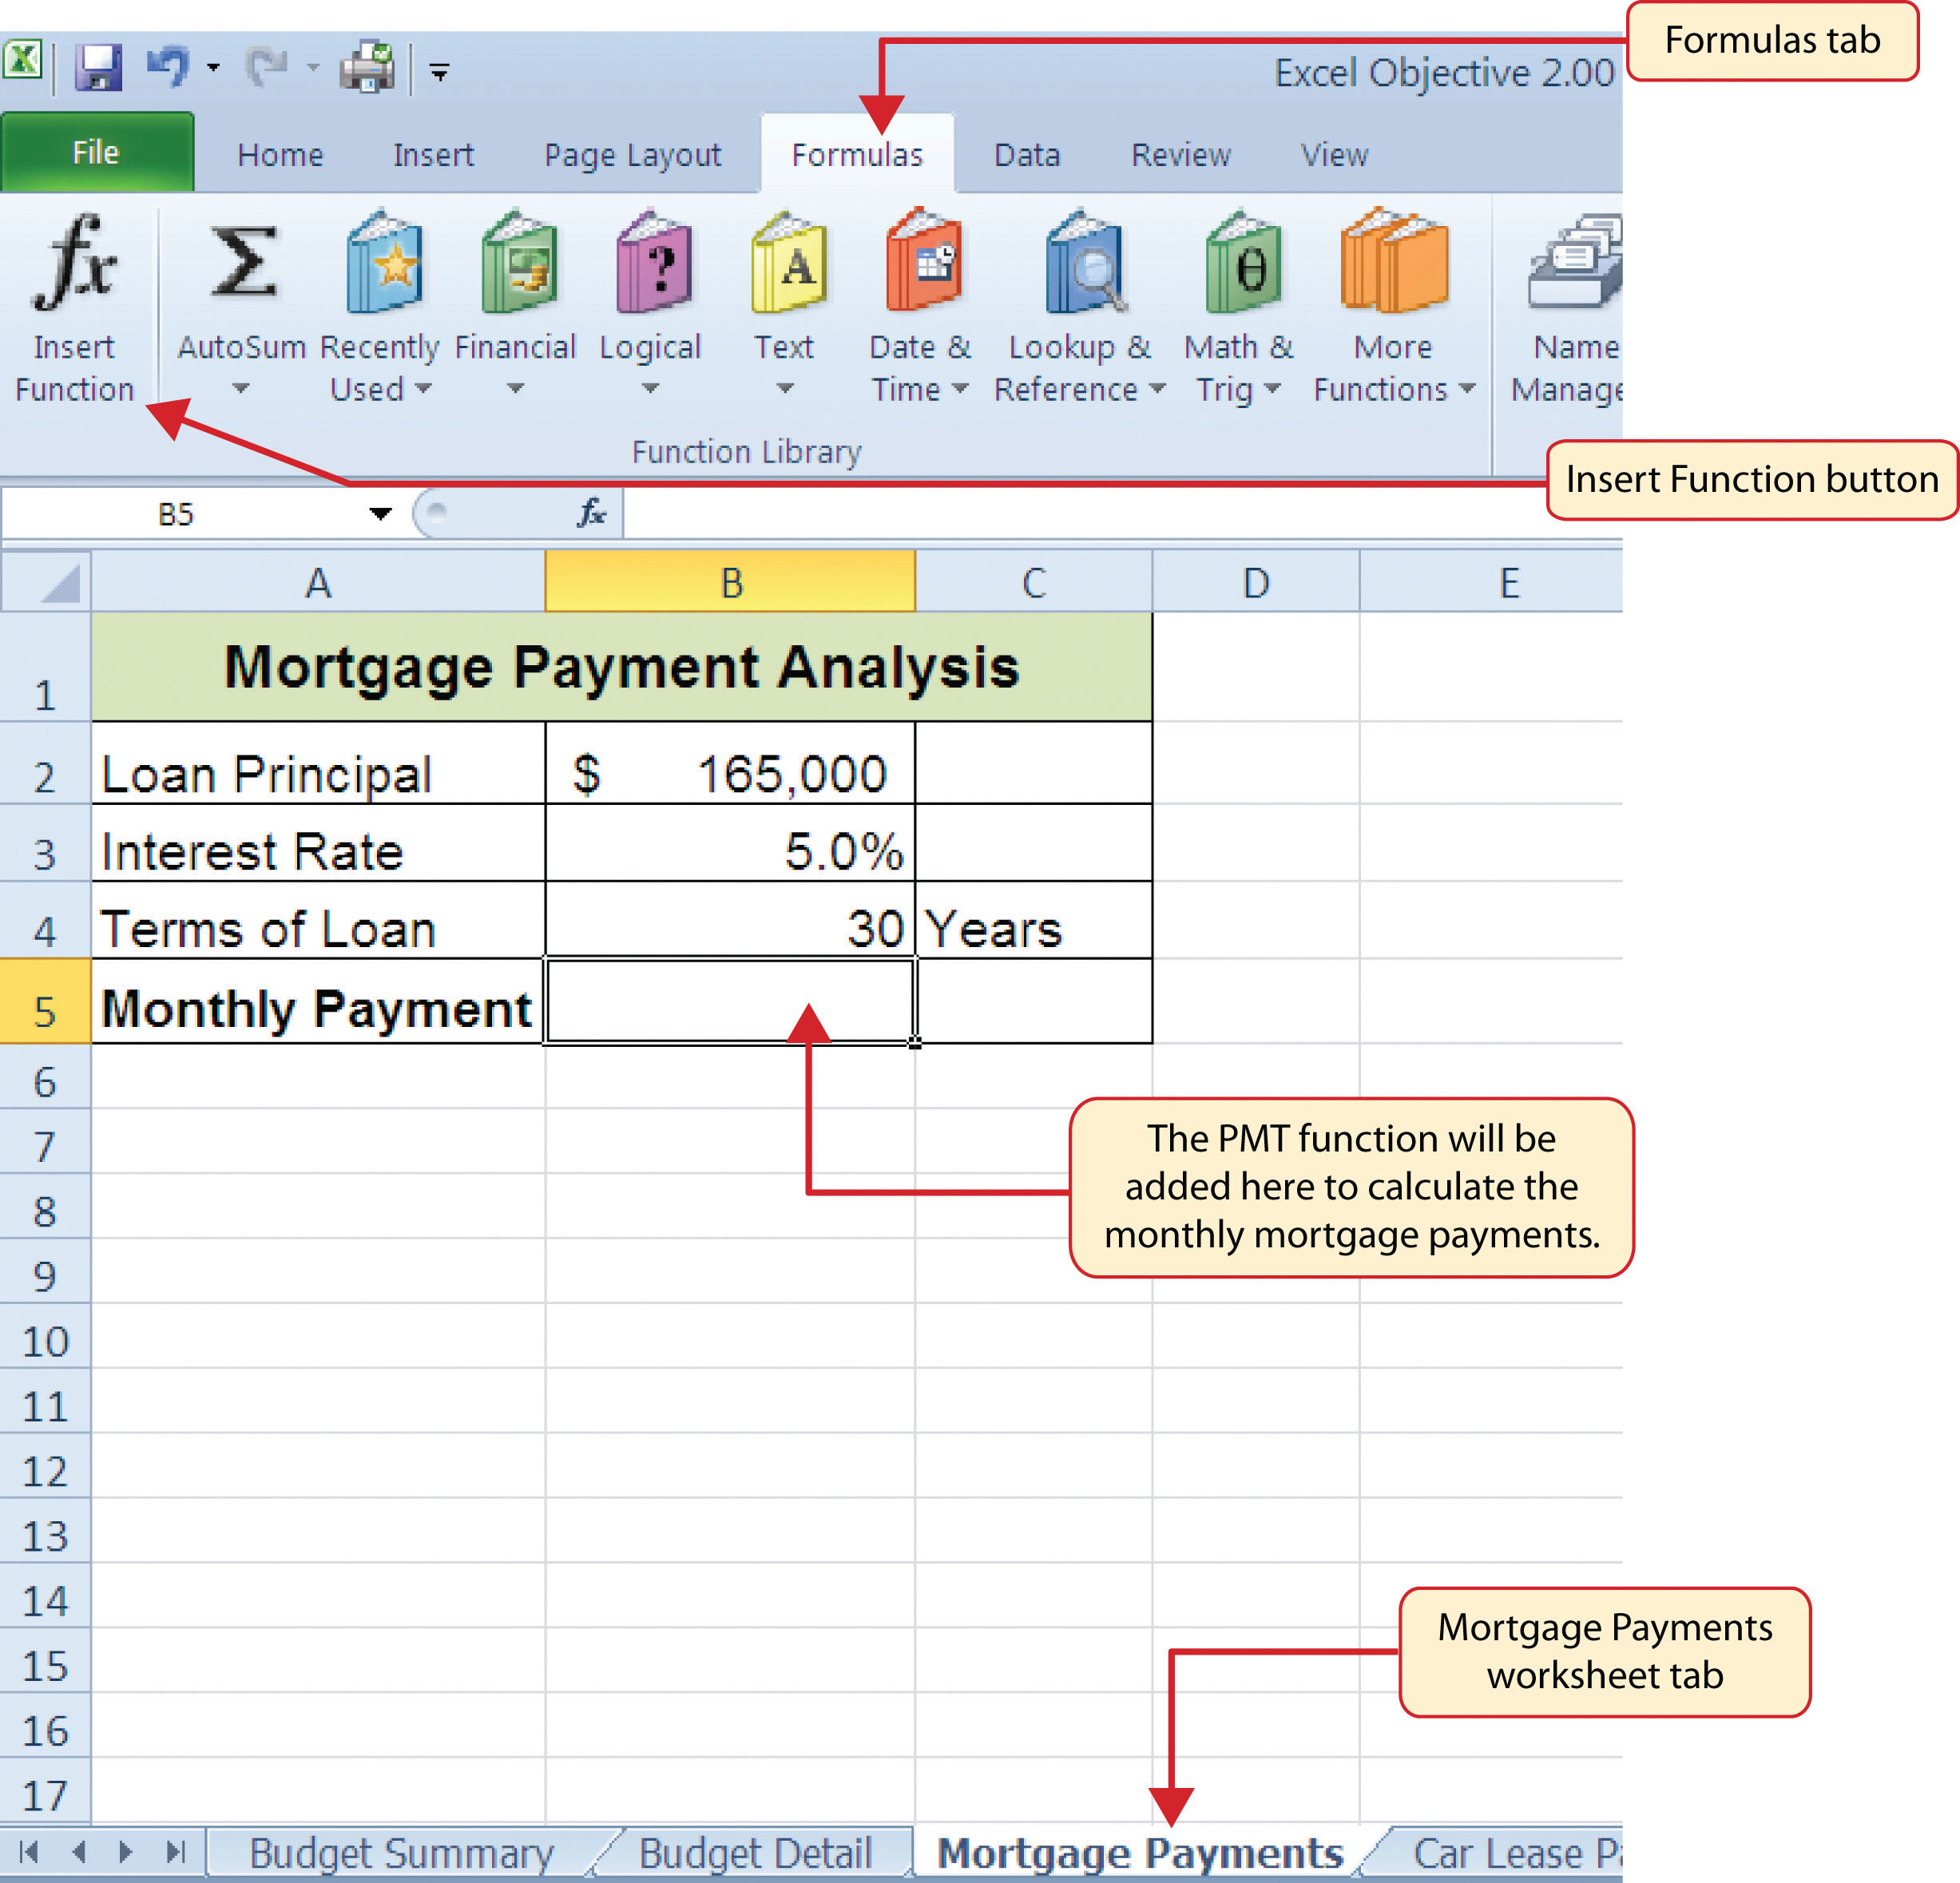 Formulas tab
Excel Objective 2.00
File Home Insert Page Layout Formulas Data Review View
fx Σ ? A θ
Insert Function
AutoSum
Recently Used
Financial
Logical
Text
Date & Time
Lookup & Reference
Math & Trig
More Functions
Name
Manage
Function Library
Insert Function button
B5 fx
A B C D E
1 Mortgage Payment Analysis
2 Loan Principal $ 165,000
3 Interest Rate 5.0%
4 Terms of Loan 30 Years
5 Monthly Payment
6
7
The PMT function will be
added here to calculate the
monthly mortgage payments.
8
9
10
11
12
13
14
Mortgage Payments
worksheet tab
15
16
17
Budget Summary Budget Detail Mortgage Payments Car Lease